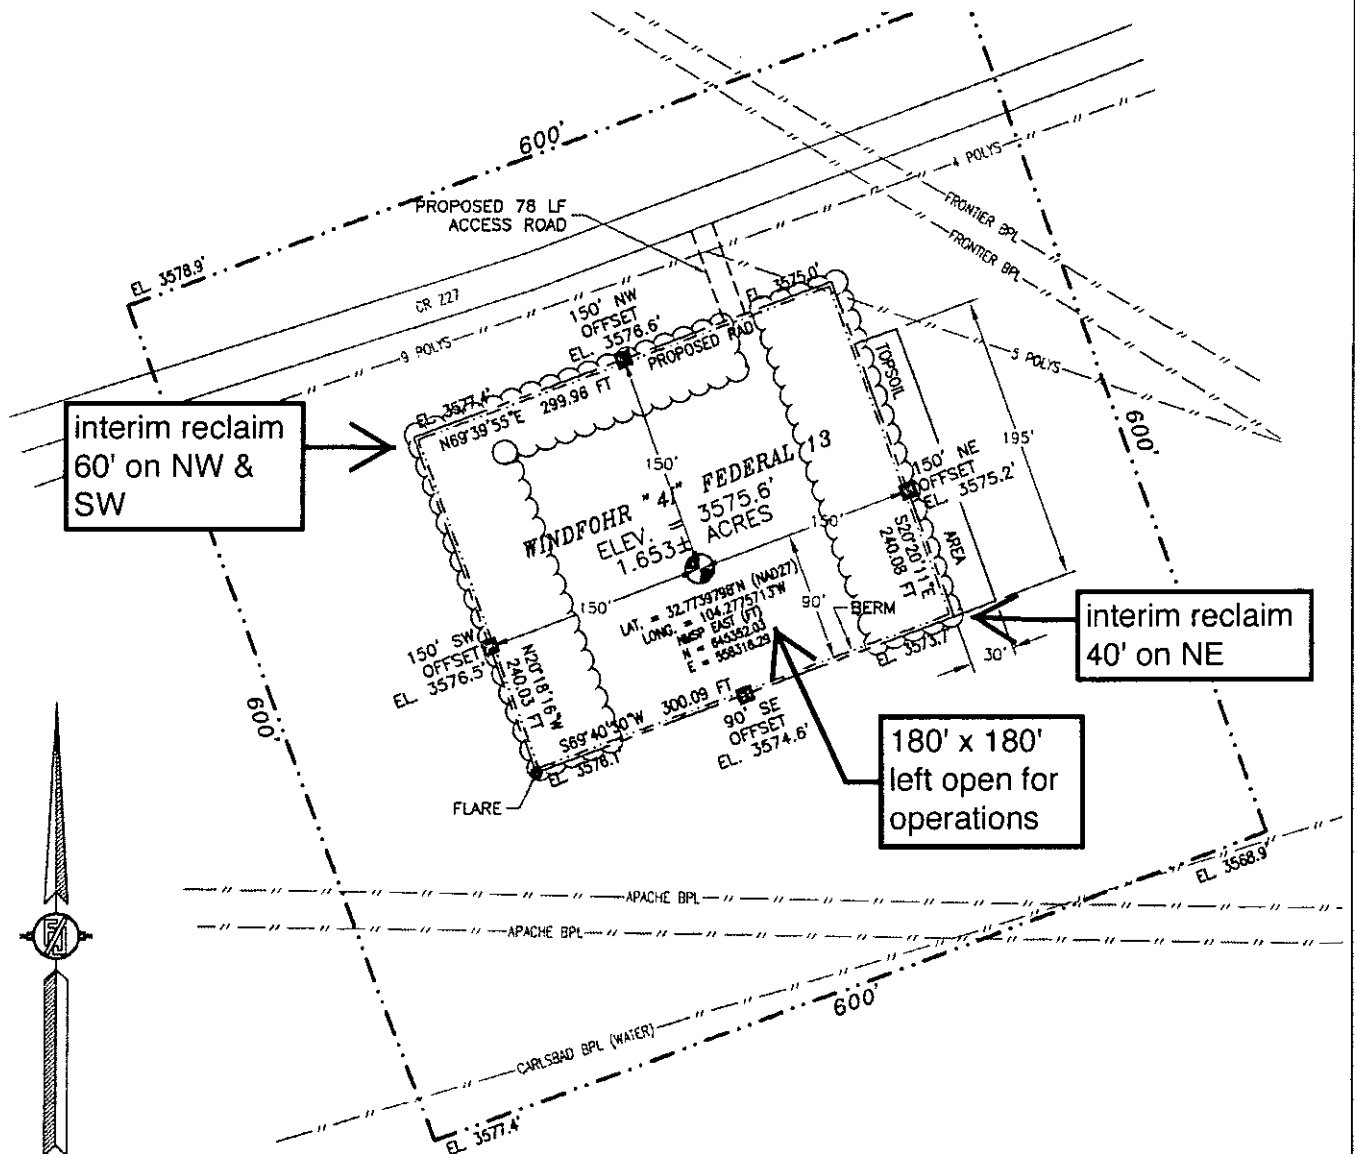 600'
PROPOSED 78 LF
ACCESS ROAD
4 POLYS
FRONTIER BPL
FRONTIER BPL
EL. 3578.9'
CR 227
9 POLYS
150' NW
OFFSET
EL. 3576.6'
EL. 3575.0'
PROPOSED RAD
TOPSOIL
5 POLYS
EL 3577.4'
N69°39'55"E 299.96 FT
interim reclaim
60' on NW &
SW
600'
195'
150'
WINDFOHR "4I" FEDERAL 13
ELEV. = 3575.6'
1.653± ACRES
150' NE
OFFSET
EL. 3575.2'
150'
S20°20'11"E
240.08 FT
AREA
LAT. = 32.7739798°N (NAD27)
LONG. = 104.2775713°W
NMSP EAST (FT)
N = 645352.03
E = 558318.29
90'
BERM
150'
150' SW
OFFSET
EL. 3576.5'
N20°18'16"W
240.03 FT
interim reclaim
40' on NE
EL 3573.7'
30'
600'
S69°40'30"W 300.09 FT
90' SE
OFFSET
EL. 3574.6'
EL. 3576.1'
FLARE
180' x 180'
left open for
operations
EL. 3568.9'
APACHE BPL
APACHE BPL
600'
CARLSBAD BPL (WATER)
EL. 3577.4'